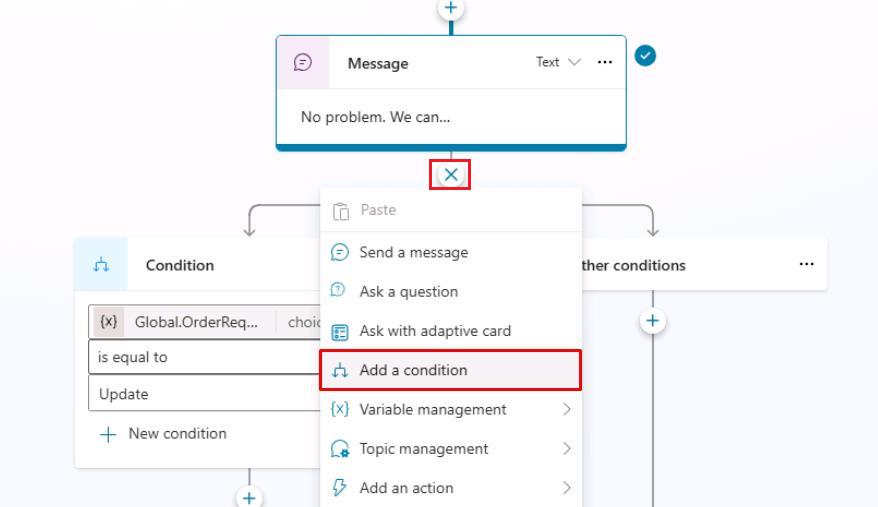 Message
Text
No problem. We can...
Paste
Send a message
Ask a question
Ask with adaptive card
Add a condition
Variable management
Topic management
Add an action
Condition
{x} Global.OrderReq... choic
is equal to
Update
New condition
ther conditions